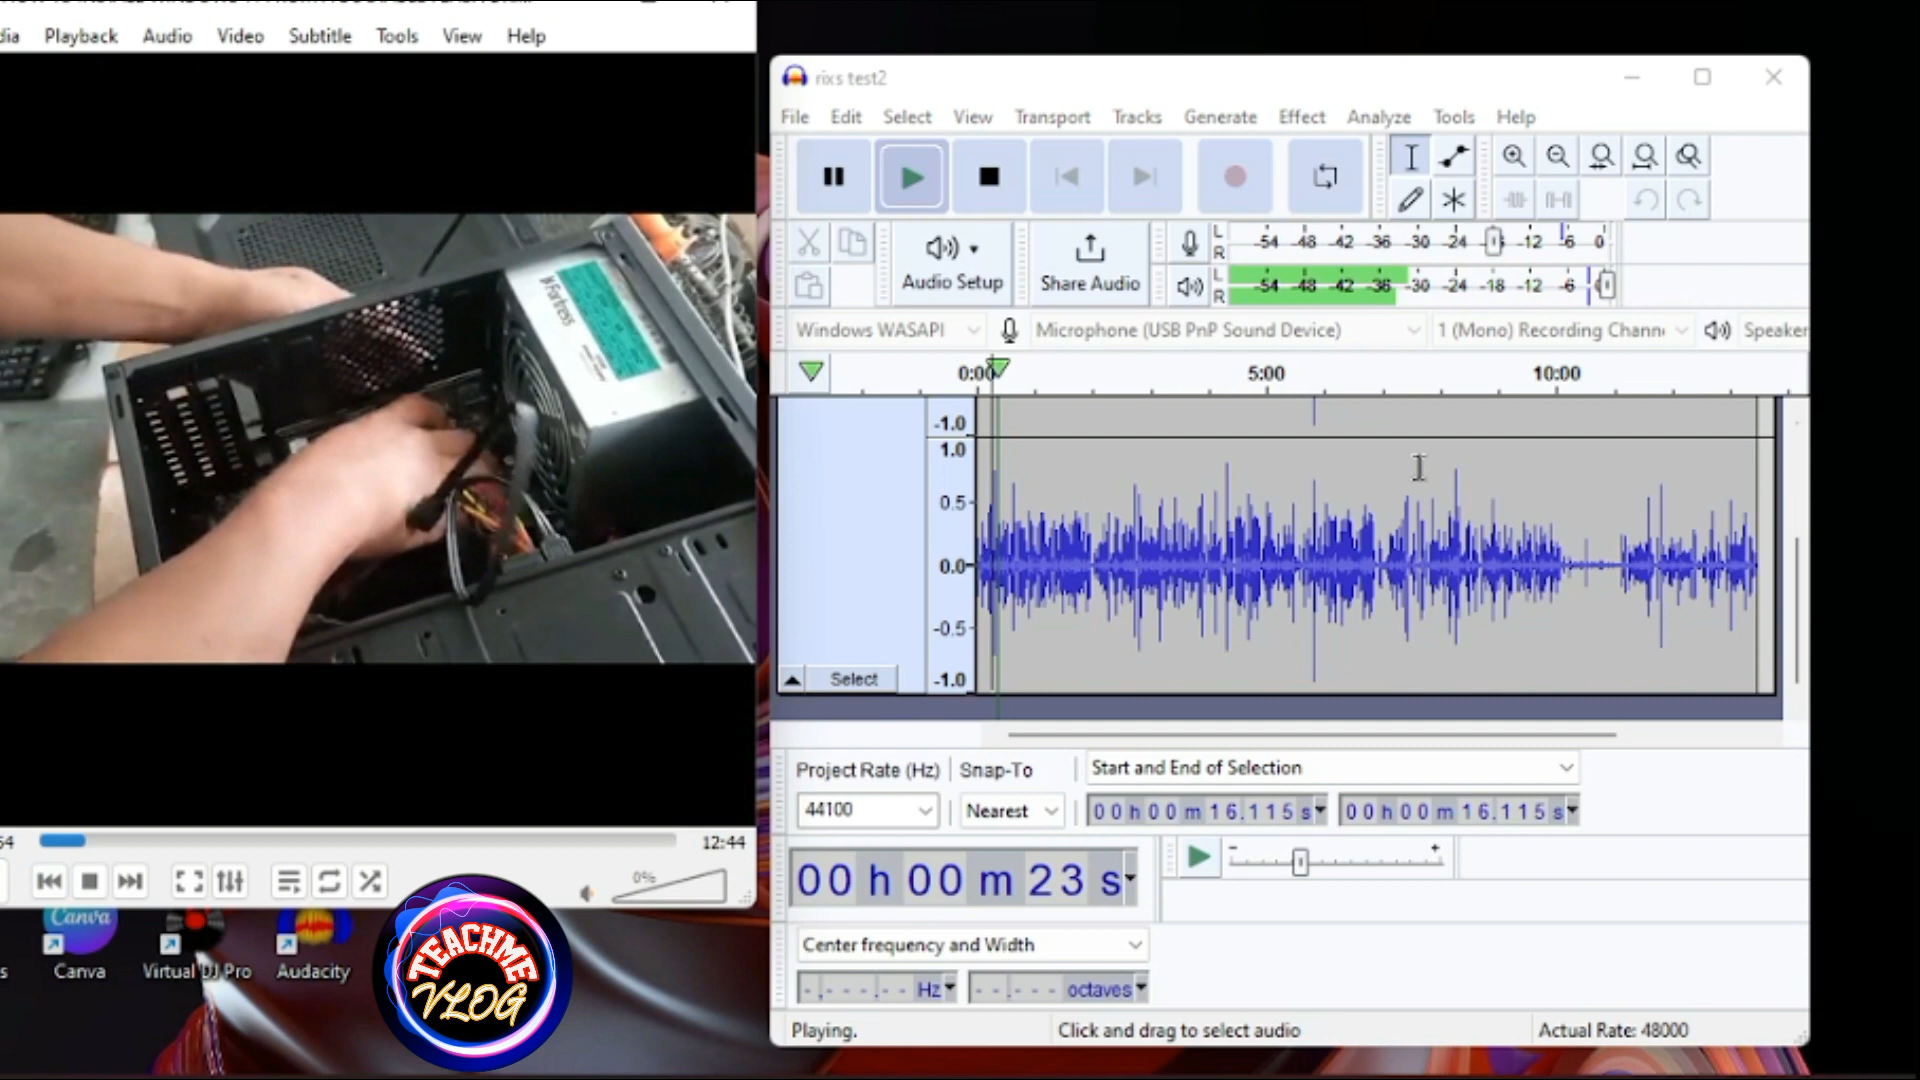 Playback Audio Video Subtitle Tools View Help
Fortress
12:44
0%
Canva
Canva Virtual DJ Pro Audacity
TEACHME
VLOG
rixs test2
File Edit Select View Transport Tracks Generate Effect Analyze Tools Help
L
R
-54 -48 -42 -36 -30 -24 -12 -6 0
Audio Setup
Share Audio
L
R
-54 -48 -42 -36 -30 -24 -18 -12 -6
Windows WASAPI
Microphone (USB PnP Sound Device)
1 (Mono) Recording Chann
Speaker
0:00 5:00 10:00
-1.0
1.0
0.5
0.0
-0.5
-1.0
Select
Project Rate (Hz) Snap-To
Start and End of Selection
44100
Nearest
00 h 00 m 16.115 s
00 h 00 m 16.115 s
00 h 00 m 23 s
- +
Center frequency and Width
Hz
octaves
Playing.
Click and drag to select audio
Actual Rate: 48000